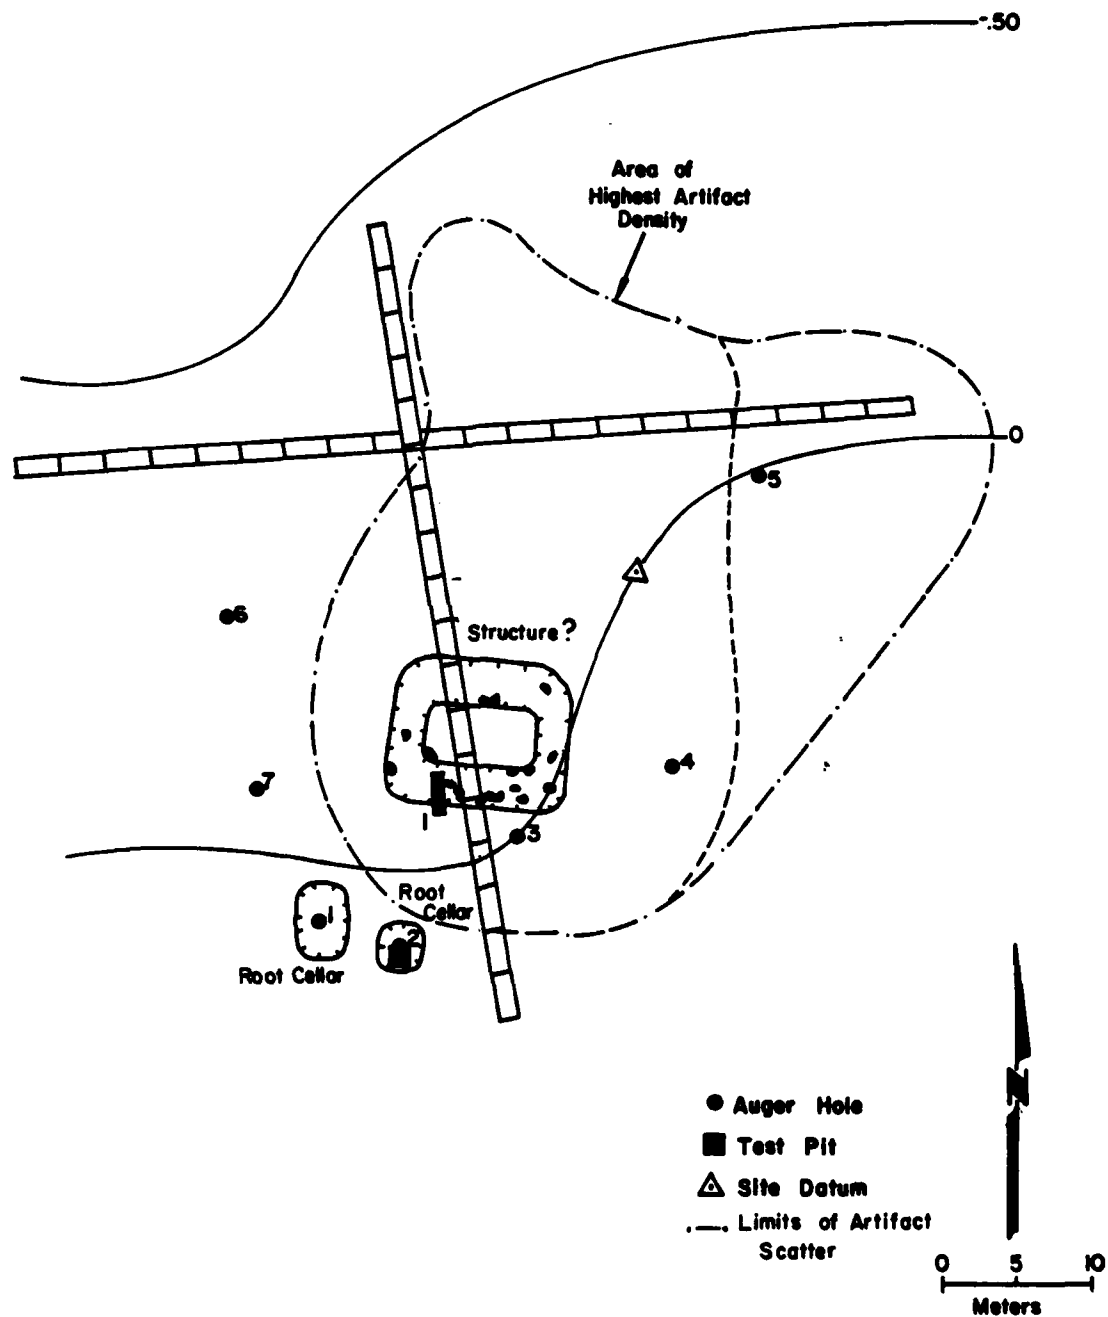 -.50
Area of
Highest Artifact
Density
0
5
6
Structure?
4
7
1
3
Root
Cellar
1
2
Root Cellar
N
Auger Hole
Test Pit
Site Datum
Limits of Artifact
Scatter
0 5 10
Meters